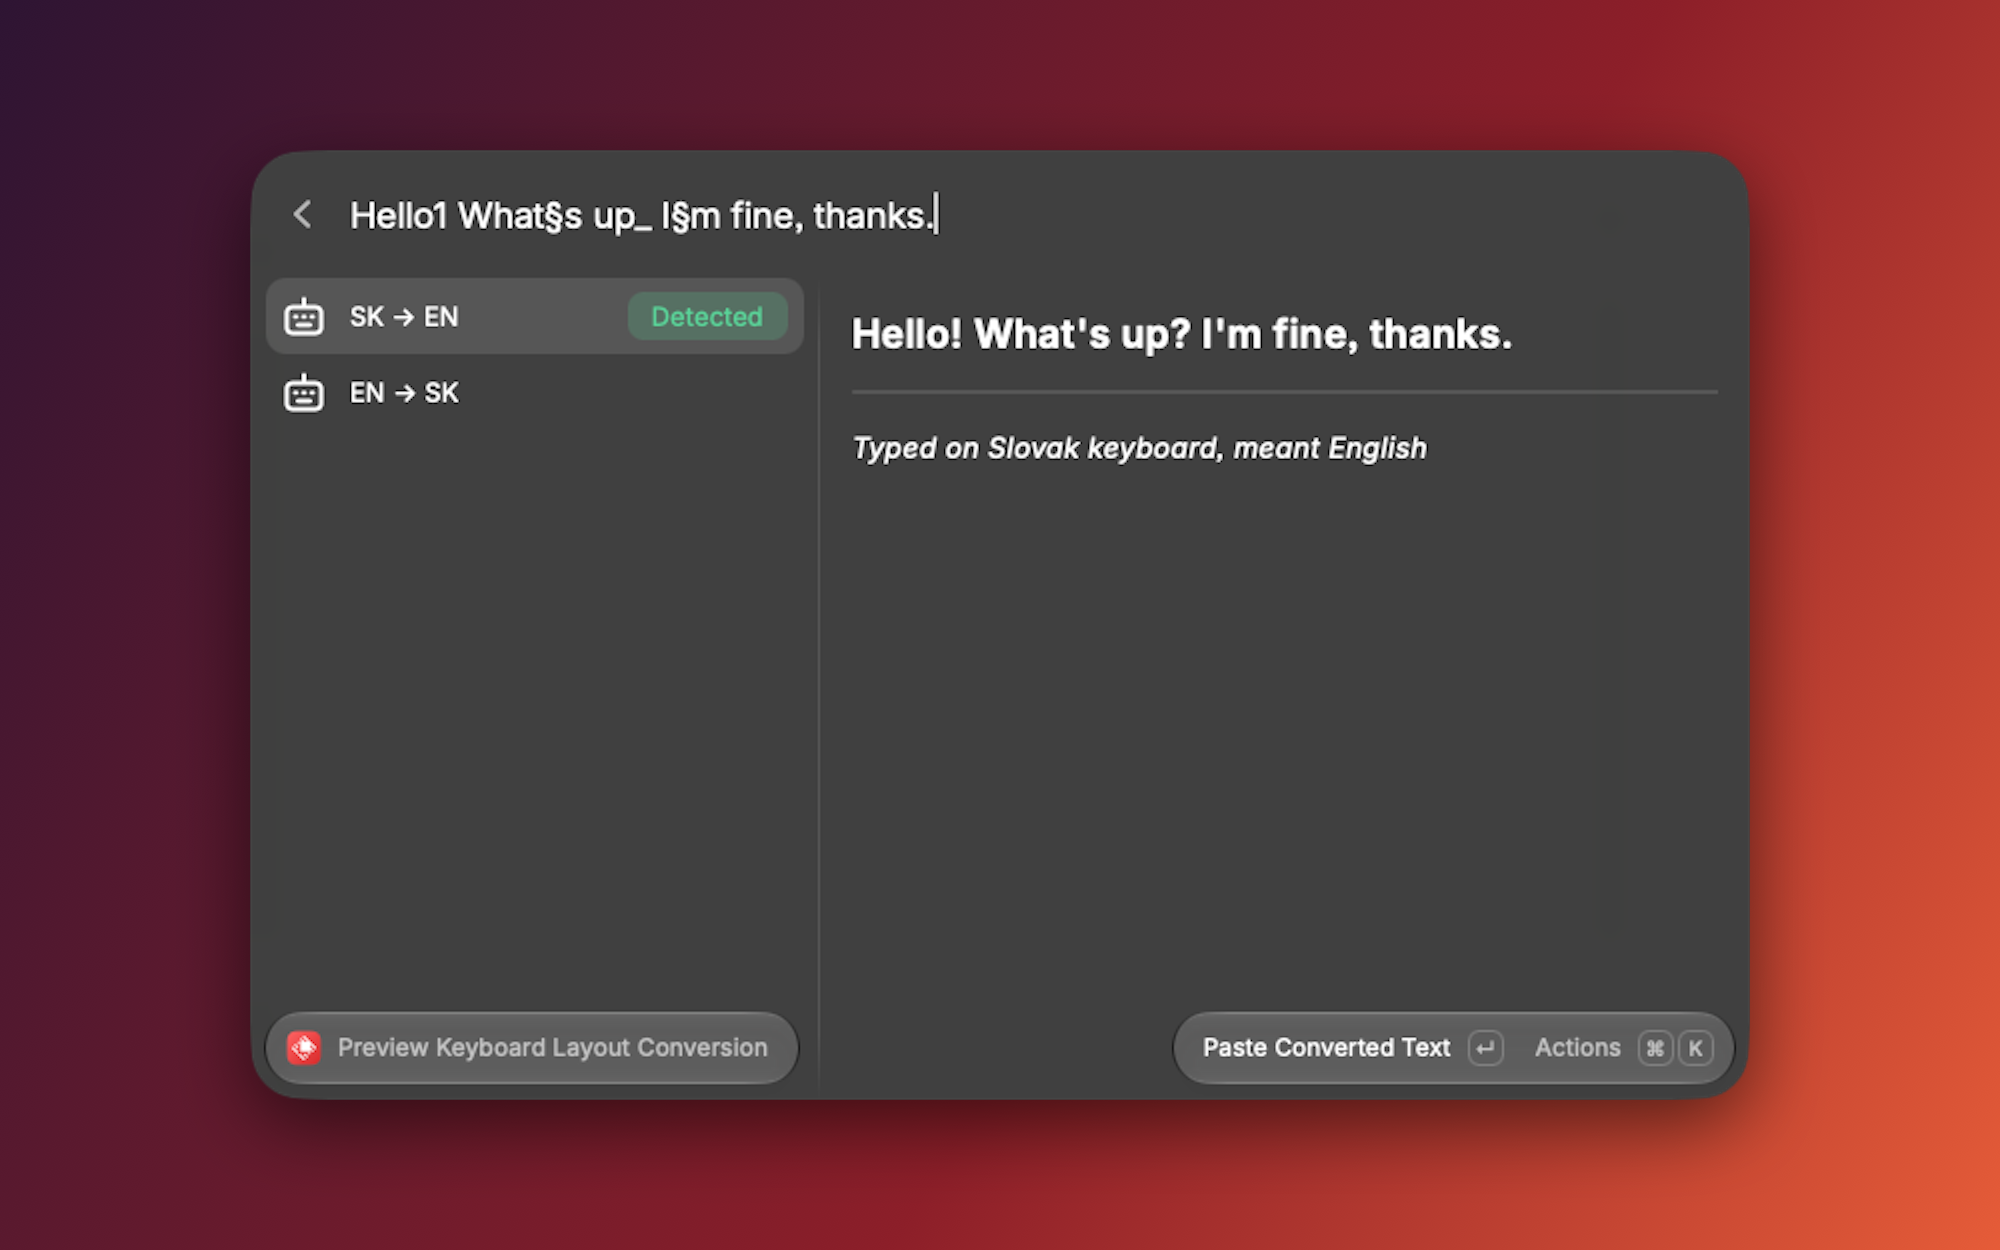 Hello1 What§s up_ I§m fine, thanks.
SK → EN Detected
EN → SK
Hello! What's up? I'm fine, thanks.
Typed on Slovak keyboard, meant English
Preview Keyboard Layout Conversion
Paste Converted Text ↵ Actions ⌘ K